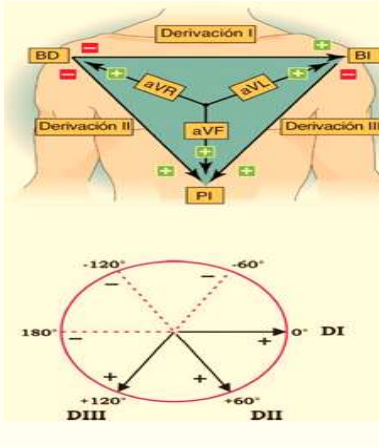 Derivación I
BD
BI
aVR
aVL
Derivación II
aVF
Derivación III
PI
-120°
-60°
180°
0° DI
+120°
+60°
DIII
DII